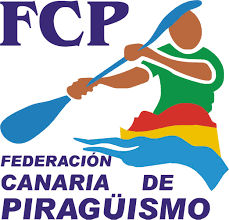 FCP
FEDERACIÓN
CANARIA DE
PIRAGÜISMO